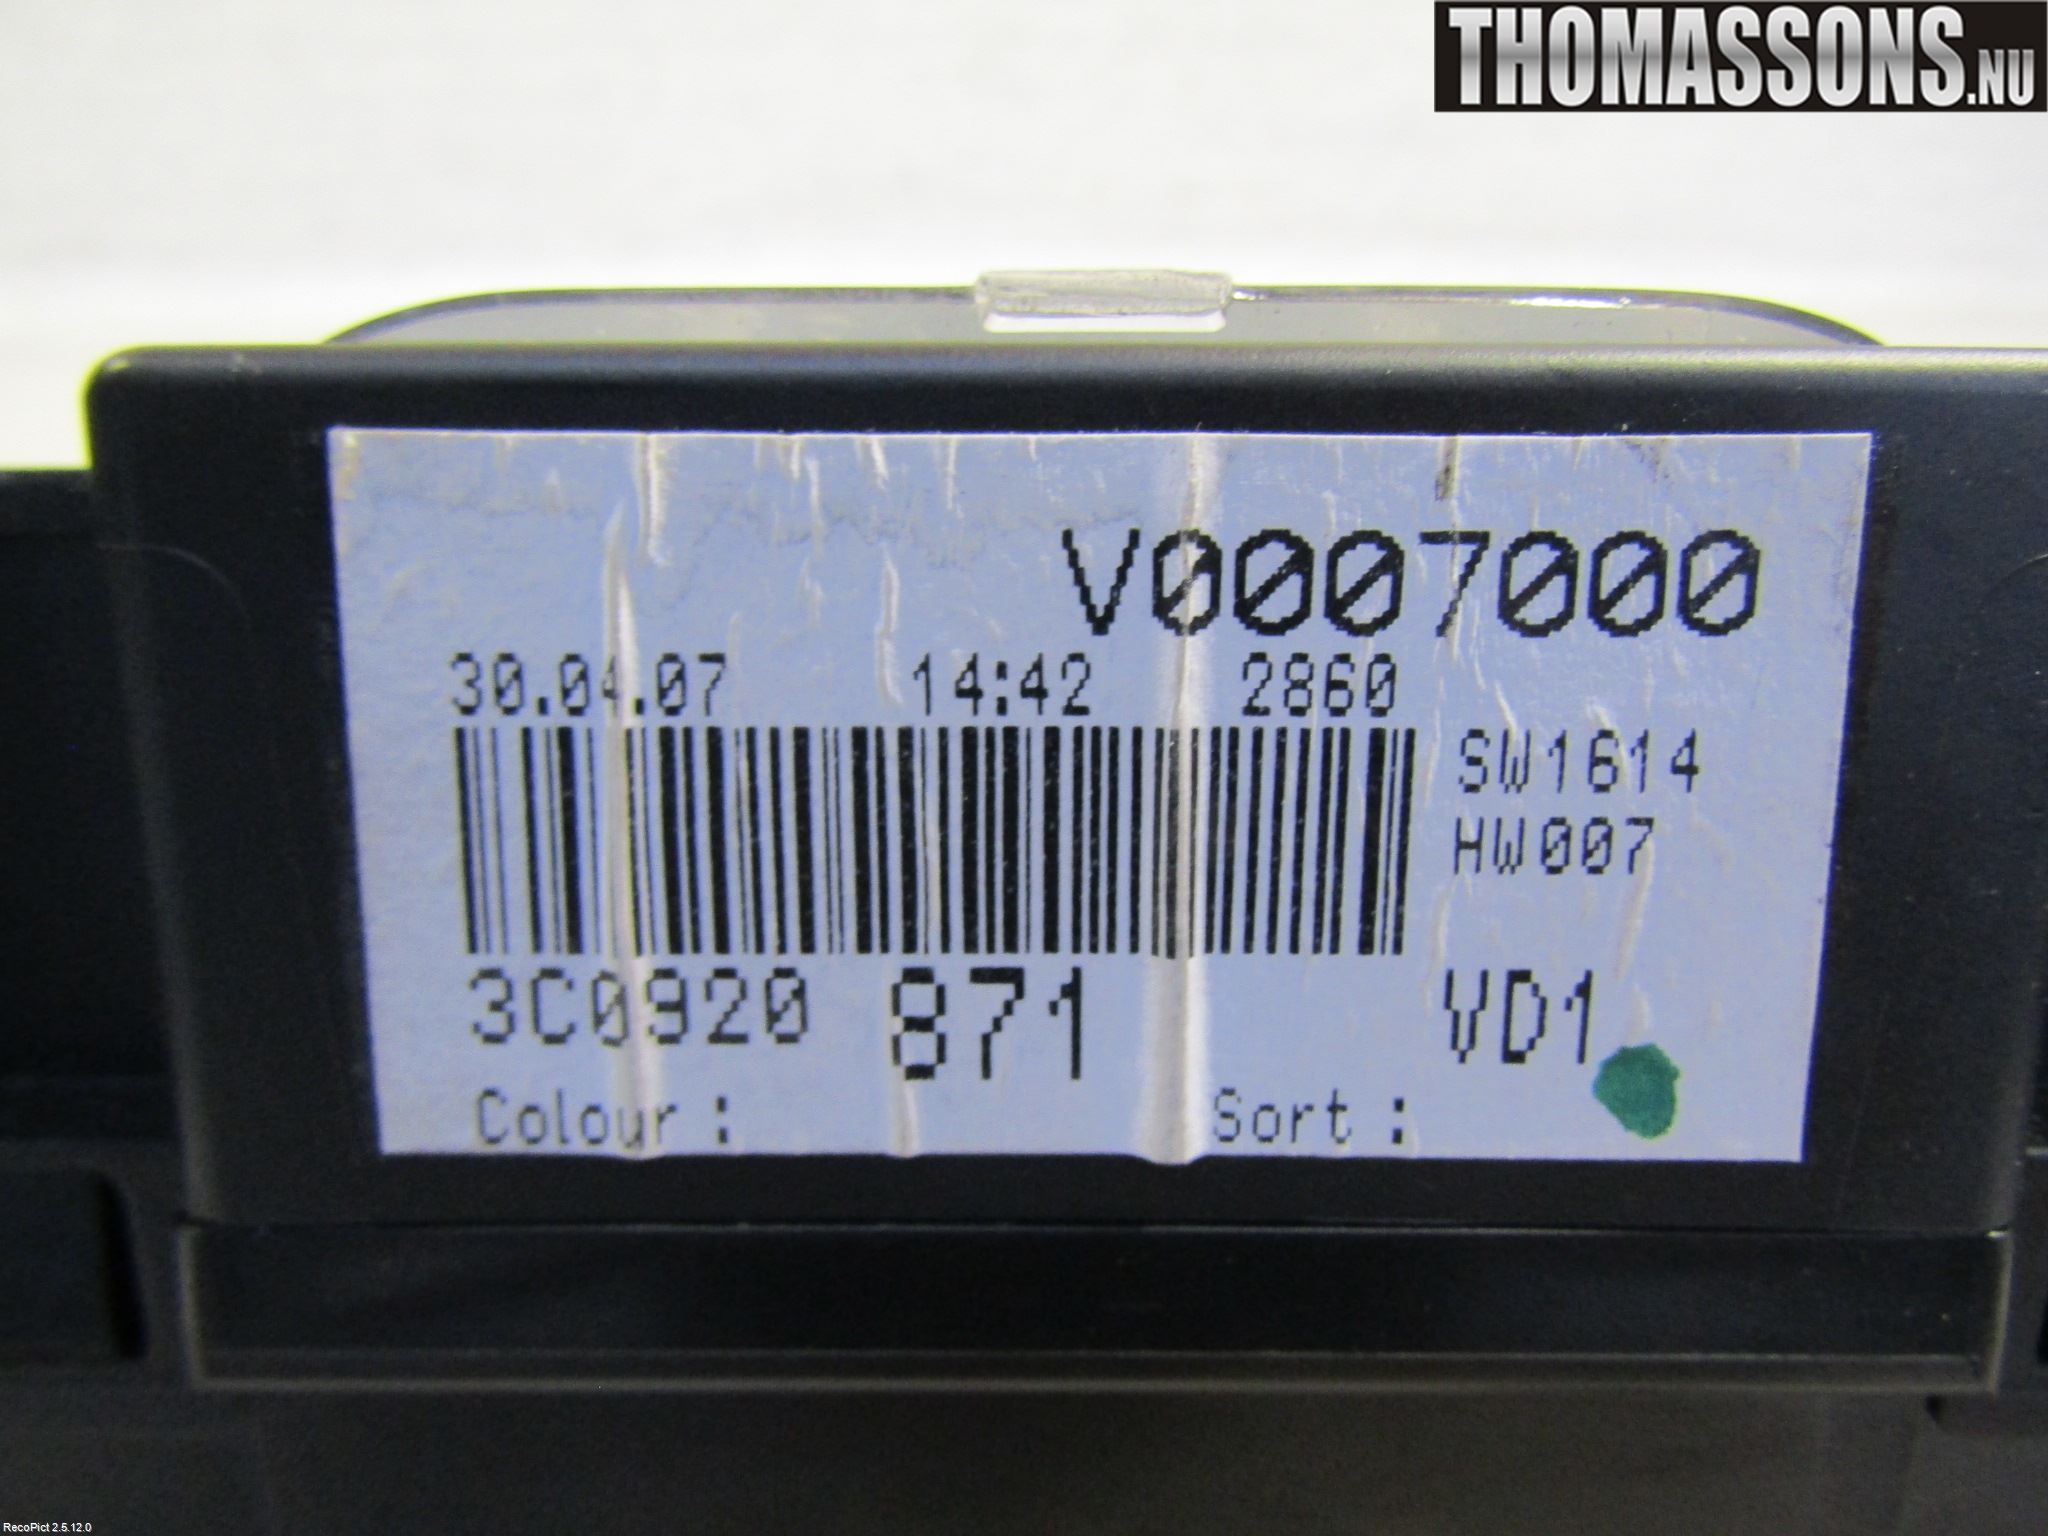 THOMASSONS.NU
V0007000
30.04.07 14:42 2860
SW1614
HW007
3C0920 871 VD1
Colour : Sort :
RecoPict 2.5.12.0